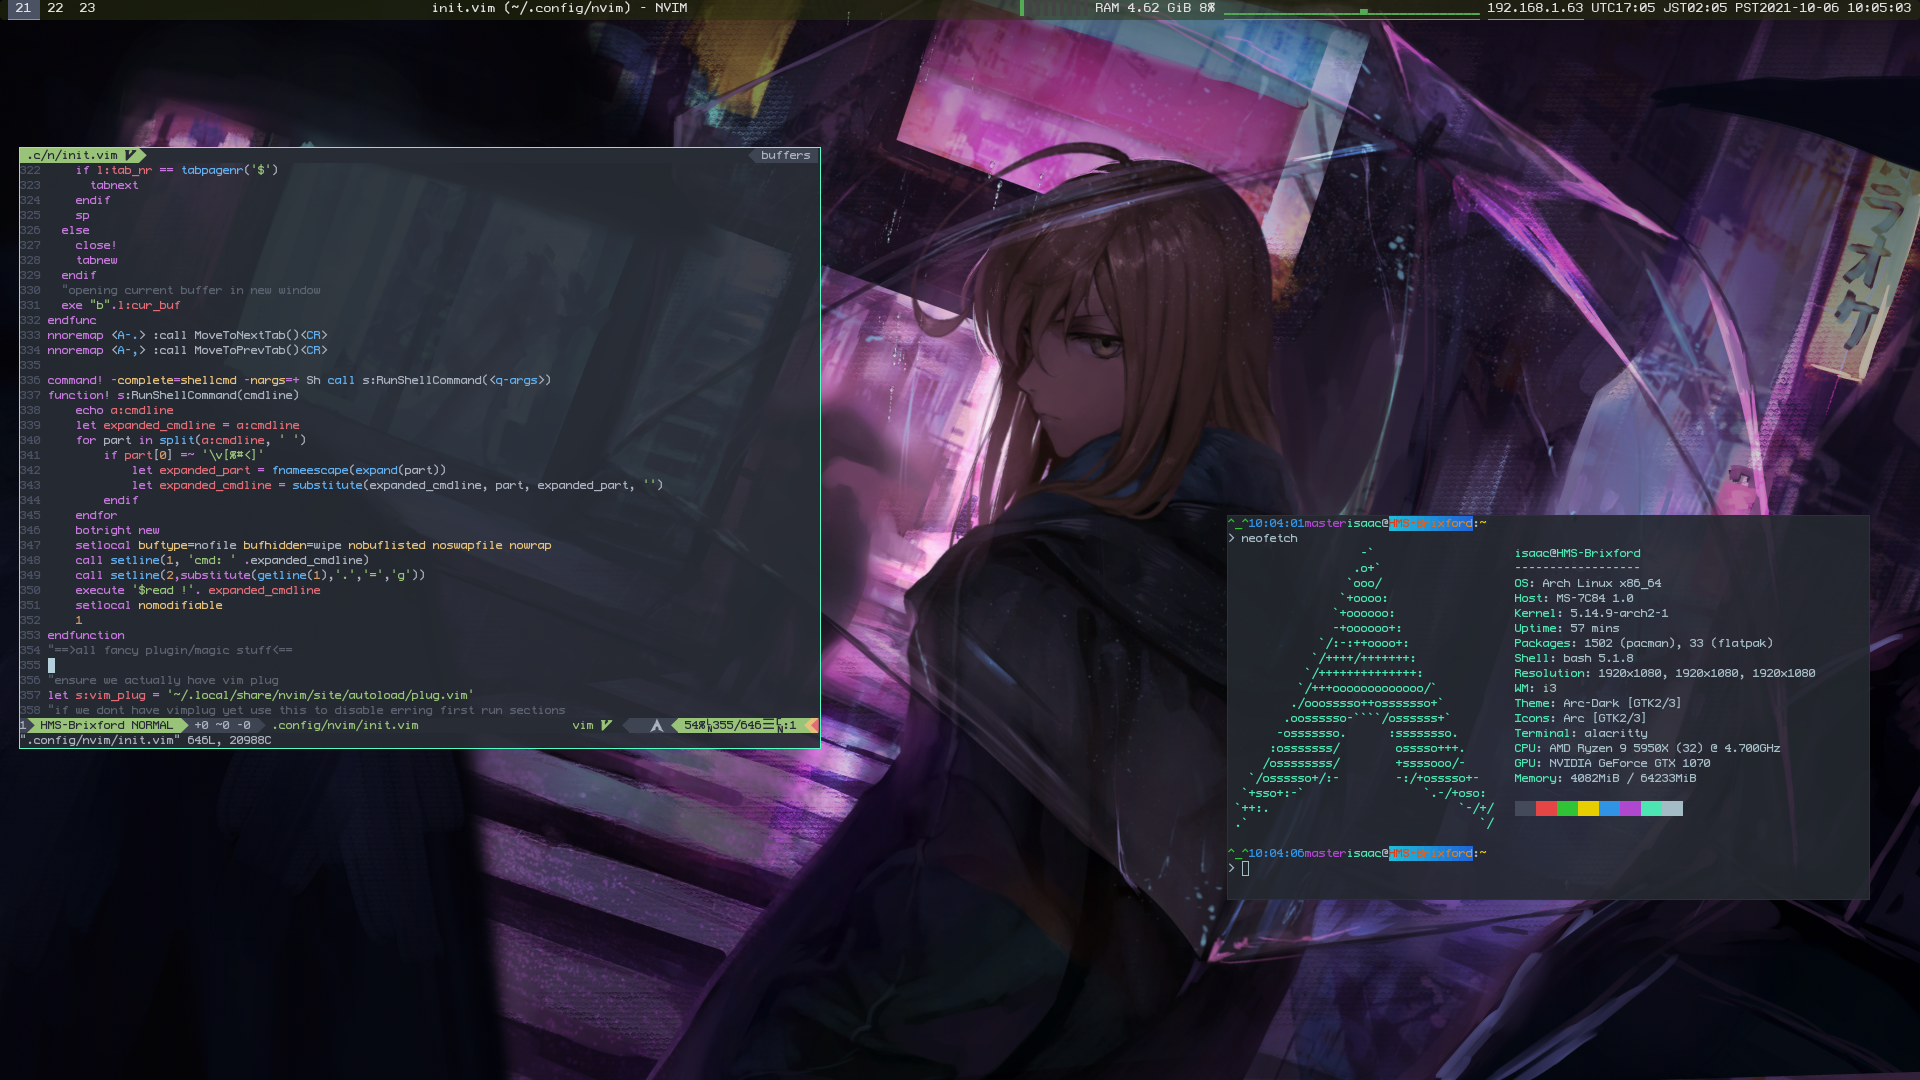 21 22 23 init.vim (~/.config/nvim) - NVIM RAM 4.62 GiB 8% 192.168.1.63 UTC17:05 JST02:05 PST2021-10-06 10:05:03
.c/n/init.vim buffers
322     if l:tab_nr == tabpagenr('$')
323       tabnext
324     endif
325     sp
326   else
327     close!
328     tabnew
329   endif
330   "opening current buffer in new window
331   exe "b".l:cur_buf
332 endfunc
333 nnoremap <A-.> :call MoveToNextTab()<CR>
334 nnoremap <A-,> :call MoveToPrevTab()<CR>
335
336 command! -complete=shellcmd -nargs=+ Sh call s:RunShellCommand(<q-args>)
337 function! s:RunShellCommand(cmdline)
338     echo a:cmdline
339     let expanded_cmdline = a:cmdline
340     for part in split(a:cmdline, ' ')
341         if part[0] =~ '\v[%#<]'
342             let expanded_part = fnameescape(expand(part))
343             let expanded_cmdline = substitute(expanded_cmdline, part, expanded_part, '')
344         endif
345     endfor
346     botright new
347     setlocal buftype=nofile bufhidden=wipe nobuflisted noswapfile nowrap
348     call setline(1, 'cmd:  ' .expanded_cmdline)
349     call setline(2,substitute(getline(1),'.','=','g'))
350     execute '$read !'. expanded_cmdline
351     setlocal nomodifiable
352     1
353 endfunction
354 "==>all fancy plugin/magic stuff<==
355
356 "ensure we actually have vim plug
357 let s:vim_plug = '~/.local/share/nvim/site/autoload/plug.vim'
358 "if we dont have vimplug yet use this to disable erring first run sections
1 HMS-Brixford NORMAL +0 ~0 -0 .config/nvim/init.vim vim 54% 355/646 :1
".config/nvim/init.vim" 646L, 20988C
^_^10:04:01masterisaac@HMS-Brixford:~
> neofetch
isaac@HMS-Brixford
------------------
OS: Arch Linux x86_64
Host: MS-7C84 1.0
Kernel: 5.14.9-arch2-1
Uptime: 57 mins
Packages: 1502 (pacman), 33 (flatpak)
Shell: bash 5.1.8
Resolution: 1920x1080, 1920x1080, 1920x1080
WM: i3
Theme: Arc-Dark [GTK2/3]
Icons: Arc [GTK2/3]
Terminal: alacritty
CPU: AMD Ryzen 9 5950X (32) @ 4.700GHz
GPU: NVIDIA GeForce GTX 1070
Memory: 4082MiB / 64233MiB
^_^10:04:06masterisaac@HMS-Brixford:~
>
ラオケ